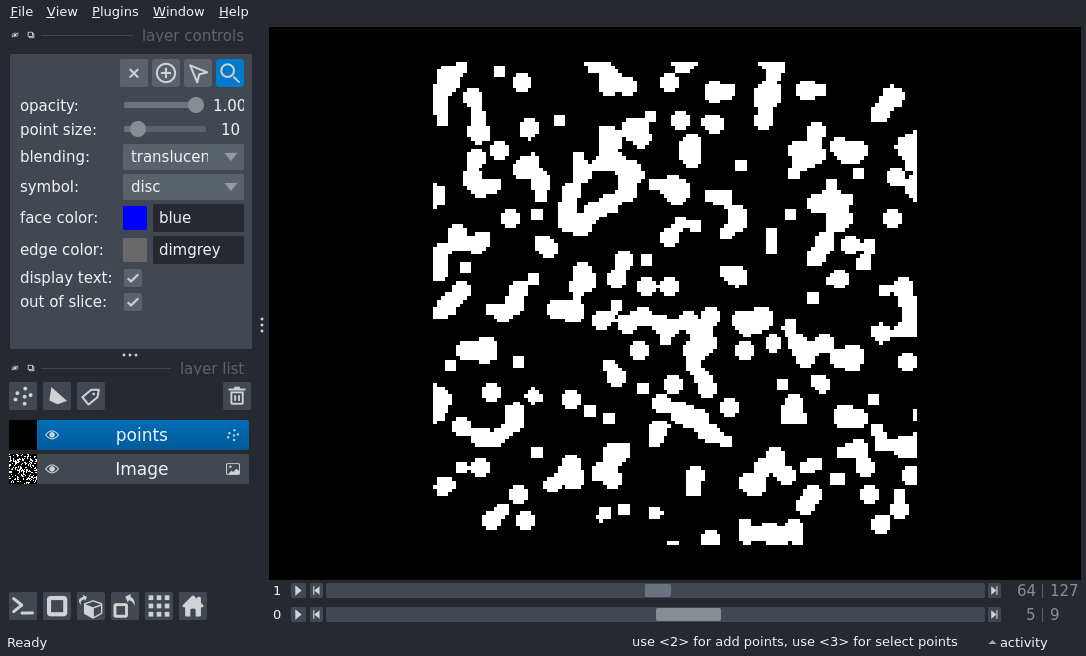 File View Plugins Window Help
layer controls
opacity: 1.00
point size: 10
blending: translucen
symbol: disc
face color: blue
edge color: dimgrey
display text:
out of slice:
layer list
points
Image
1 64 | 127
0 5 | 9
Ready use <2> for add points, use <3> for select points activity